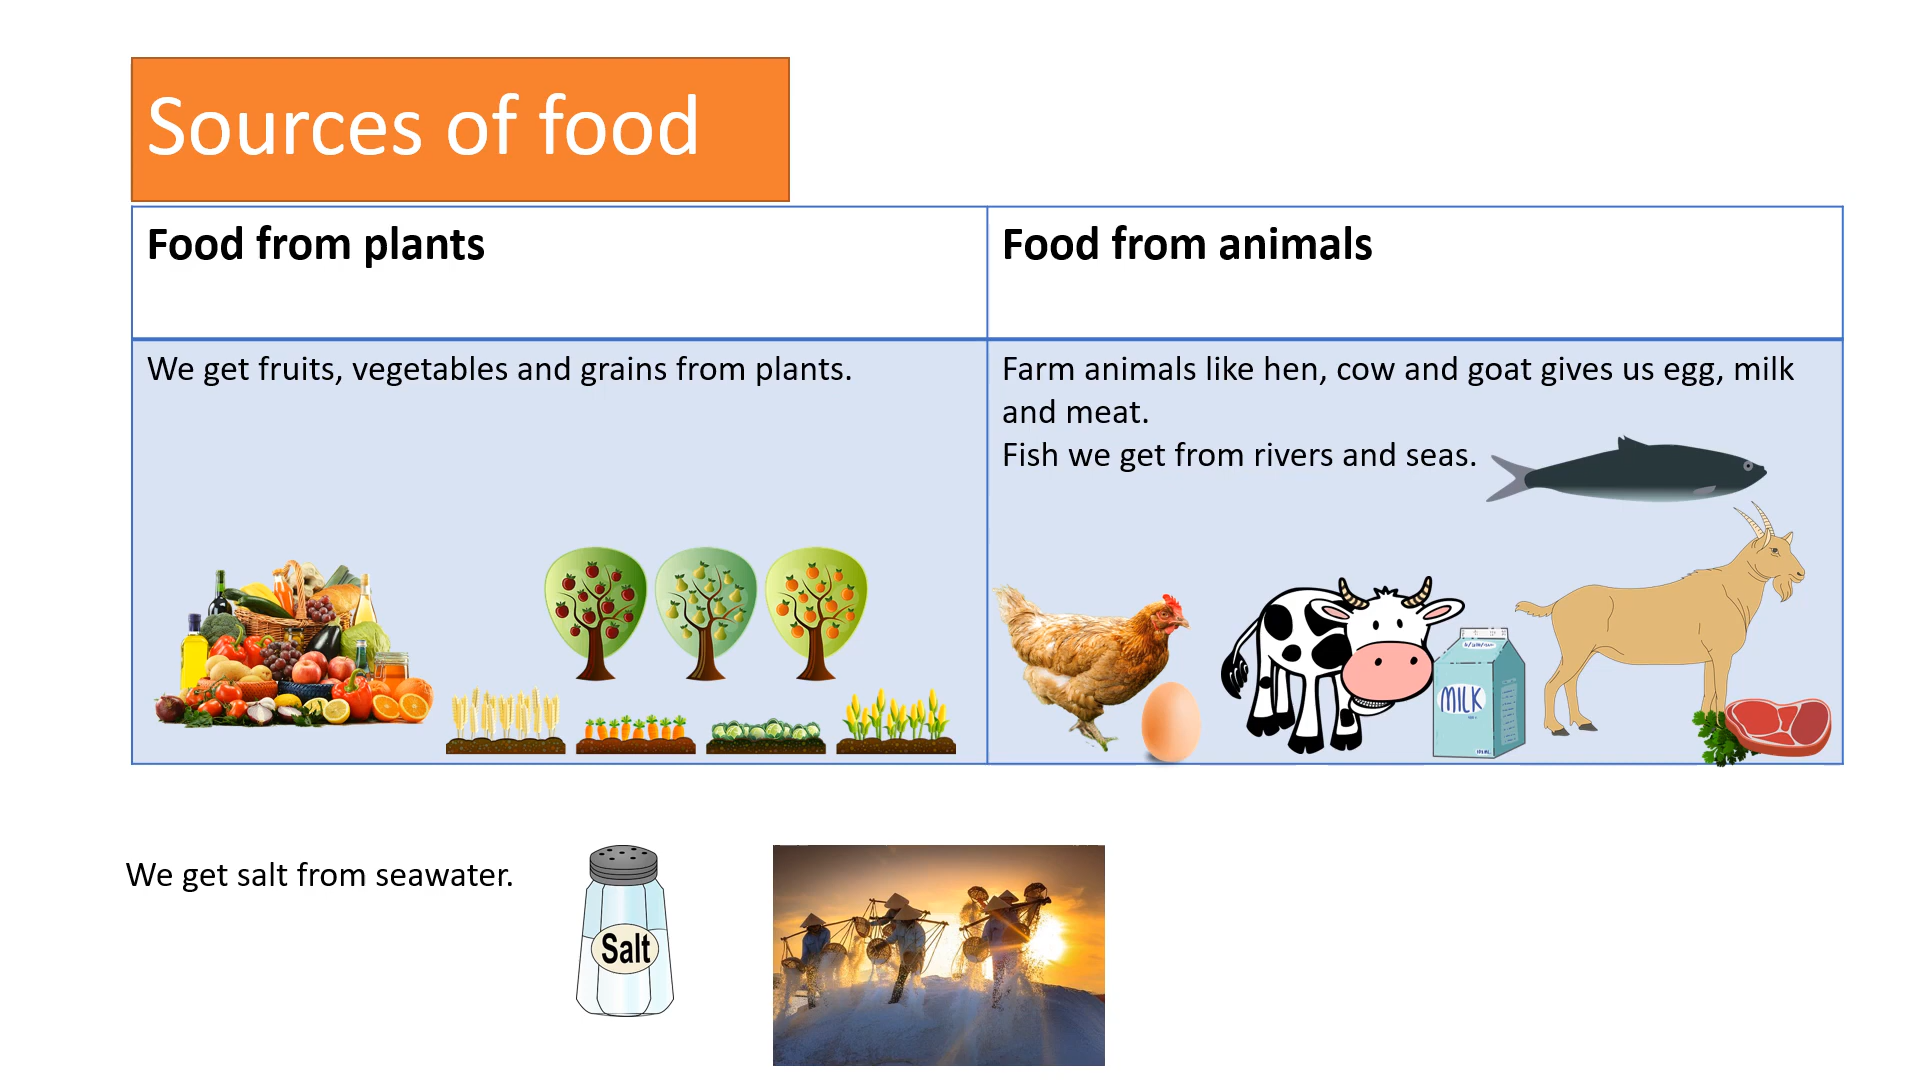 Sources of food
Food from plants
Food from animals
We get fruits, vegetables and grains from plants.
Farm animals like hen, cow and goat gives us egg, milk
and meat.
Fish we get from rivers and seas.
MILK
We get salt from seawater.
Salt